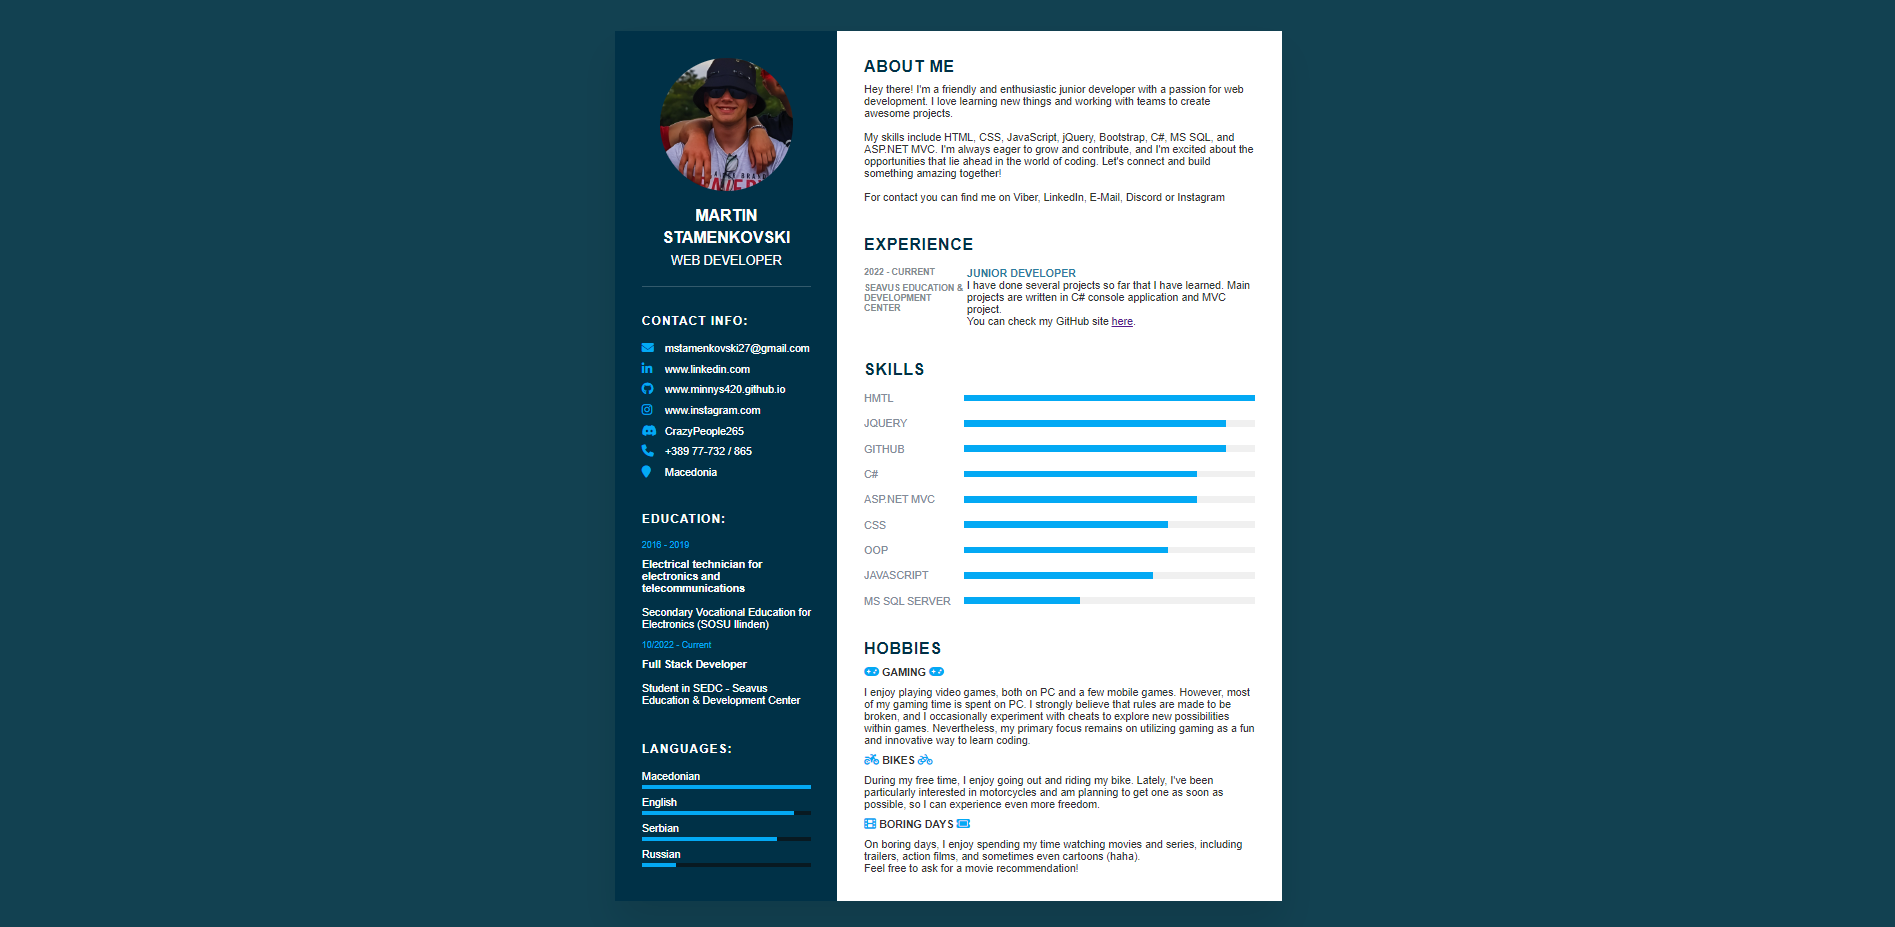 MARTIN
STAMENKOVSKI
WEB DEVELOPER
CONTACT INFO:
mstamenkovski27@gmail.com
www.linkedin.com
www.minnys420.github.io
www.instagram.com
CrazyPeople265
+389 77-732 / 865
Macedonia
EDUCATION:
2016 - 2019
Electrical technician for
electronics and
telecommunications
Secondary Vocational Education for
Electronics (SOSU Ilinden)
10/2022 - Current
Full Stack Developer
Student in SEDC - Seavus
Education & Development Center
LANGUAGES:
Macedonian
English
Serbian
Russian
ABOUT ME
Hey there! I'm a friendly and enthusiastic junior developer with a passion for web
development. I love learning new things and working with teams to create
awesome projects.
My skills include HTML, CSS, JavaScript, jQuery, Bootstrap, C#, MS SQL, and
ASP.NET MVC. I'm always eager to grow and contribute, and I'm excited about the
opportunities that lie ahead in the world of coding. Let's connect and build
something amazing together!
For contact you can find me on Viber, LinkedIn, E-Mail, Discord or Instagram
EXPERIENCE
2022 - CURRENT
SEAVUS EDUCATION &
DEVELOPMENT
CENTER
JUNIOR DEVELOPER
I have done several projects so far that I have learned. Main
projects are written in C# console application and MVC
project.
You can check my GitHub site here.
SKILLS
HMTL
JQUERY
GITHUB
C#
ASP.NET MVC
CSS
OOP
JAVASCRIPT
MS SQL SERVER
HOBBIES
GAMING
I enjoy playing video games, both on PC and a few mobile games. However, most
of my gaming time is spent on PC. I strongly believe that rules are made to be
broken, and I occasionally experiment with cheats to explore new possibilities
within games. Nevertheless, my primary focus remains on utilizing gaming as a fun
and innovative way to learn coding.
BIKES
During my free time, I enjoy going out and riding my bike. Lately, I've been
particularly interested in motorcycles and am planning to get one as soon as
possible, so I can experience even more freedom.
BORING DAYS
On boring days, I enjoy spending my time watching movies and series, including
trailers, action films, and sometimes even cartoons (haha).
Feel free to ask for a movie recommendation!